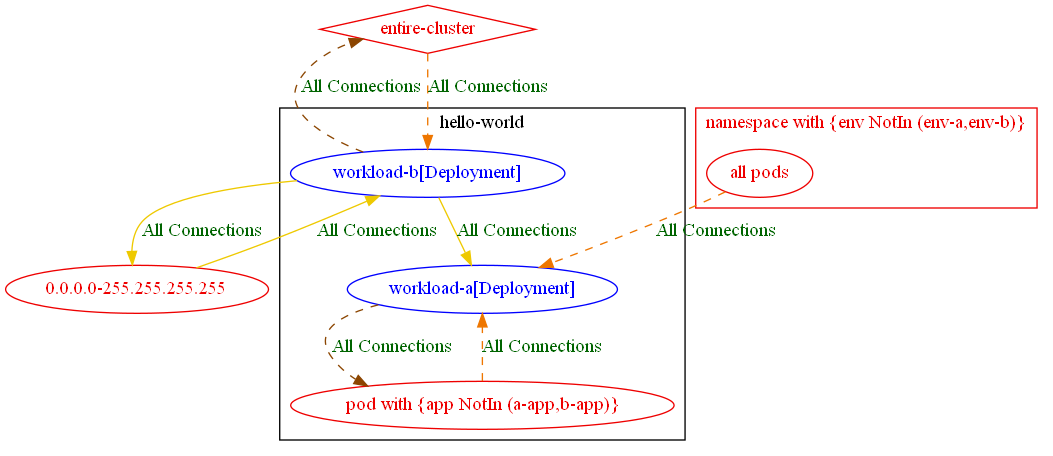 entire-cluster
All Connections
All Connections
hello-world
namespace with {env NotIn (env-a,env-b)}
workload-b[Deployment]
all pods
All Connections
All Connections
All Connections
All Connections
0.0.0.0-255.255.255.255
workload-a[Deployment]
All Connections
All Connections
pod with {app NotIn (a-app,b-app)}